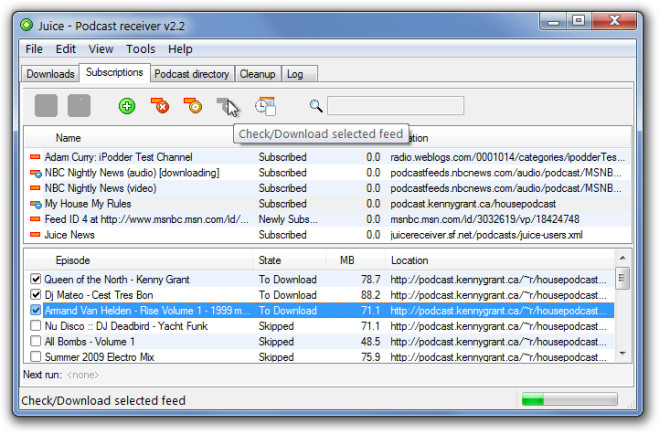 Juice - Podcast receiver v2.2
File Edit View Tools Help
Downloads Subscriptions Podcast directory Cleanup Log
Check/Download selected feed
Name
Adam Curry: iPodder Test Channel Subscribed 0.0 radio.weblogs.com/0001014/categories/ipodderTes...
NBC Nightly News (audio) [downloading] Subscribed 0.0 podcastfeeds.nbcnews.com/audio/podcast/MSNB...
NBC Nightly News (video) Subscribed 0.0 podcastfeeds.nbcnews.com/audio/podcast/MSNB...
My House My Rules Subscribed 0.0 podcast.kennygrant.ca/housepodcast
Feed ID 4 at http://www.msnbc.msn.com/id/... Newly Subs... 0.0 msnbc.msn.com/id/3032619/vp/18424748
Juice News Subscribed 0.0 juicereceiver.sf.net/podcasts/juice-users.xml
Episode State MB Location
Queen of the North - Kenny Grant To Download 78.7 http://podcast.kennygrant.ca/~r/housepodcast...
Dj Mateo - Cest Tres Bon To Download 88.2 http://podcast.kennygrant.ca/~r/housepodcast...
Armand Van Helden - Rise Volume 1 - 1999 m... To Download 71.1 http://podcast.kennygrant.ca/~r/housepodcast...
Nu Disco :: DJ Deadbird - Yacht Funk Skipped 71.1 http://podcast.kennygrant.ca/~r/housepodcast...
All Bombs - Volume 1 Skipped 48.5 http://podcast.kennygrant.ca/~r/housepodcast...
Summer 2009 Electro Mix Skipped 75.9 http://podcast.kennygrant.ca/~r/housepodcast...
Next run: <none>
Check/Download selected feed